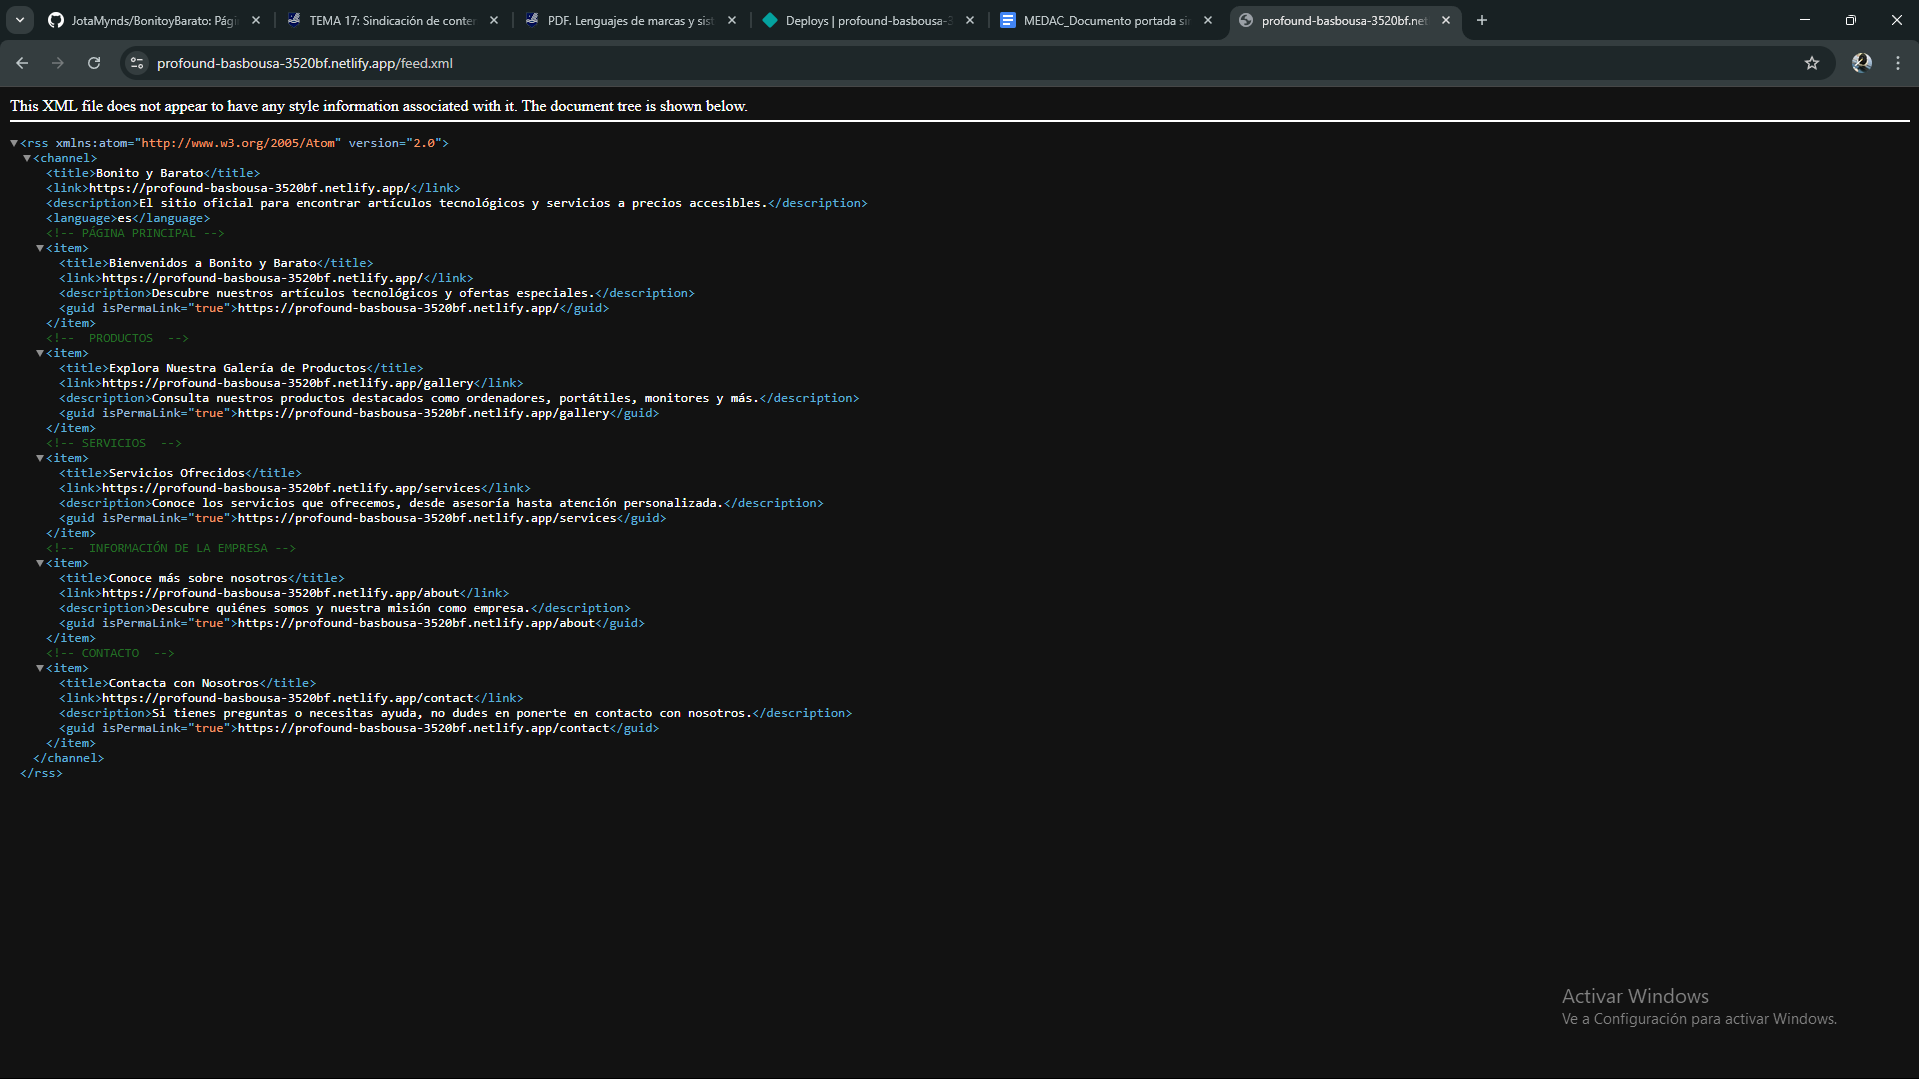 JotaMynds/BonitoyBarato: Pági
TEMA 17: Sindicación de conter
PDF. Lenguajes de marcas y sist
Deploys | profound-basbousa-3
MEDAC_Documento portada sin
profound-basbousa-3520bf.net
profound-basbousa-3520bf.netlify.app/feed.xml
This XML file does not appear to have any style information associated with it. The document tree is shown below.
▼<rss xmlns:atom="http://www.w3.org/2005/Atom" version="2.0">
▼<channel>
<title>Bonito y Barato</title>
<link>https://profound-basbousa-3520bf.netlify.app/</link>
<description>El sitio oficial para encontrar artículos tecnológicos y servicios a precios accesibles.</description>
<language>es</language>
<!-- PÁGINA PRINCIPAL -->
▼<item>
<title>Bienvenidos a Bonito y Barato</title>
<link>https://profound-basbousa-3520bf.netlify.app/</link>
<description>Descubre nuestros artículos tecnológicos y ofertas especiales.</description>
<guid isPermaLink="true">https://profound-basbousa-3520bf.netlify.app/</guid>
</item>
<!--  PRODUCTOS  -->
▼<item>
<title>Explora Nuestra Galería de Productos</title>
<link>https://profound-basbousa-3520bf.netlify.app/gallery</link>
<description>Consulta nuestros productos destacados como ordenadores, portátiles, monitores y más.</description>
<guid isPermaLink="true">https://profound-basbousa-3520bf.netlify.app/gallery</guid>
</item>
<!-- SERVICIOS  -->
▼<item>
<title>Servicios Ofrecidos</title>
<link>https://profound-basbousa-3520bf.netlify.app/services</link>
<description>Conoce los servicios que ofrecemos, desde asesoría hasta atención personalizada.</description>
<guid isPermaLink="true">https://profound-basbousa-3520bf.netlify.app/services</guid>
</item>
<!--  INFORMACIÓN DE LA EMPRESA -->
▼<item>
<title>Conoce más sobre nosotros</title>
<link>https://profound-basbousa-3520bf.netlify.app/about</link>
<description>Descubre quiénes somos y nuestra misión como empresa.</description>
<guid isPermaLink="true">https://profound-basbousa-3520bf.netlify.app/about</guid>
</item>
<!-- CONTACTO  -->
▼<item>
<title>Contacta con Nosotros</title>
<link>https://profound-basbousa-3520bf.netlify.app/contact</link>
<description>Si tienes preguntas o necesitas ayuda, no dudes en ponerte en contacto con nosotros.</description>
<guid isPermaLink="true">https://profound-basbousa-3520bf.netlify.app/contact</guid>
</item>
</channel>
</rss>
Activar Windows
Ve a Configuración para activar Windows.